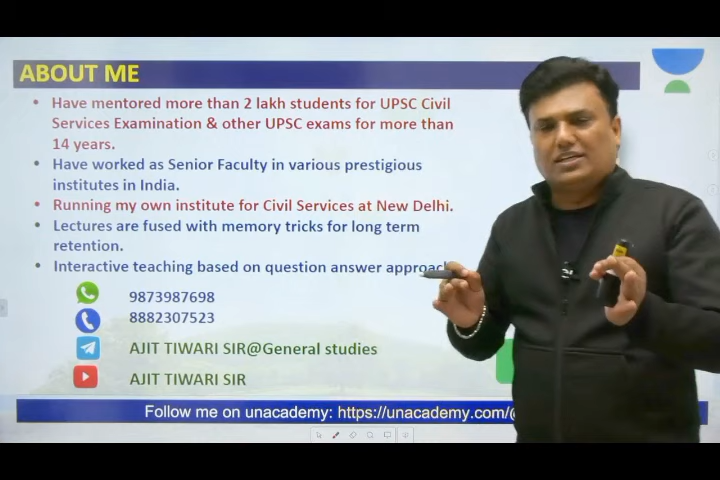 ABOUT ME
• Have mentored more than 2 lakh students for UPSC Civil
Services Examination & other UPSC exams for more than
14 years.
• Have worked as Senior Faculty in various prestigious
institutes in India.
• Running my own institute for Civil Services at New Delhi.
• Lectures are fused with memory tricks for long term
retention.
• Interactive teaching based on question answer approach
9873987698
8882307523
AJIT TIWARI SIR@General studies
AJIT TIWARI SIR
Follow me on unacademy: https://unacademy.com/@